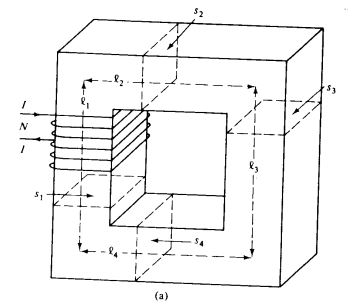 s₂
s₃
ℓ₂
ℓ₁
I
N
I
ℓ₃
s₁
s₄
ℓ₄
(a)